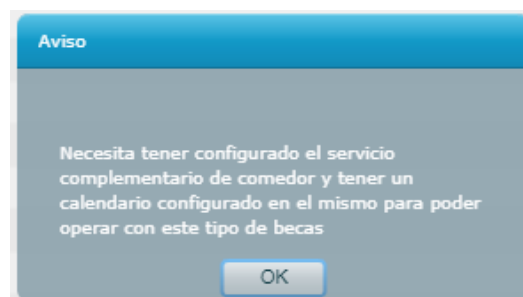 Aviso
Necesita tener configurado el servicio
complementario de comedor y tener un
calendario configurado en el mismo para poder
operar con este tipo de becas
OK